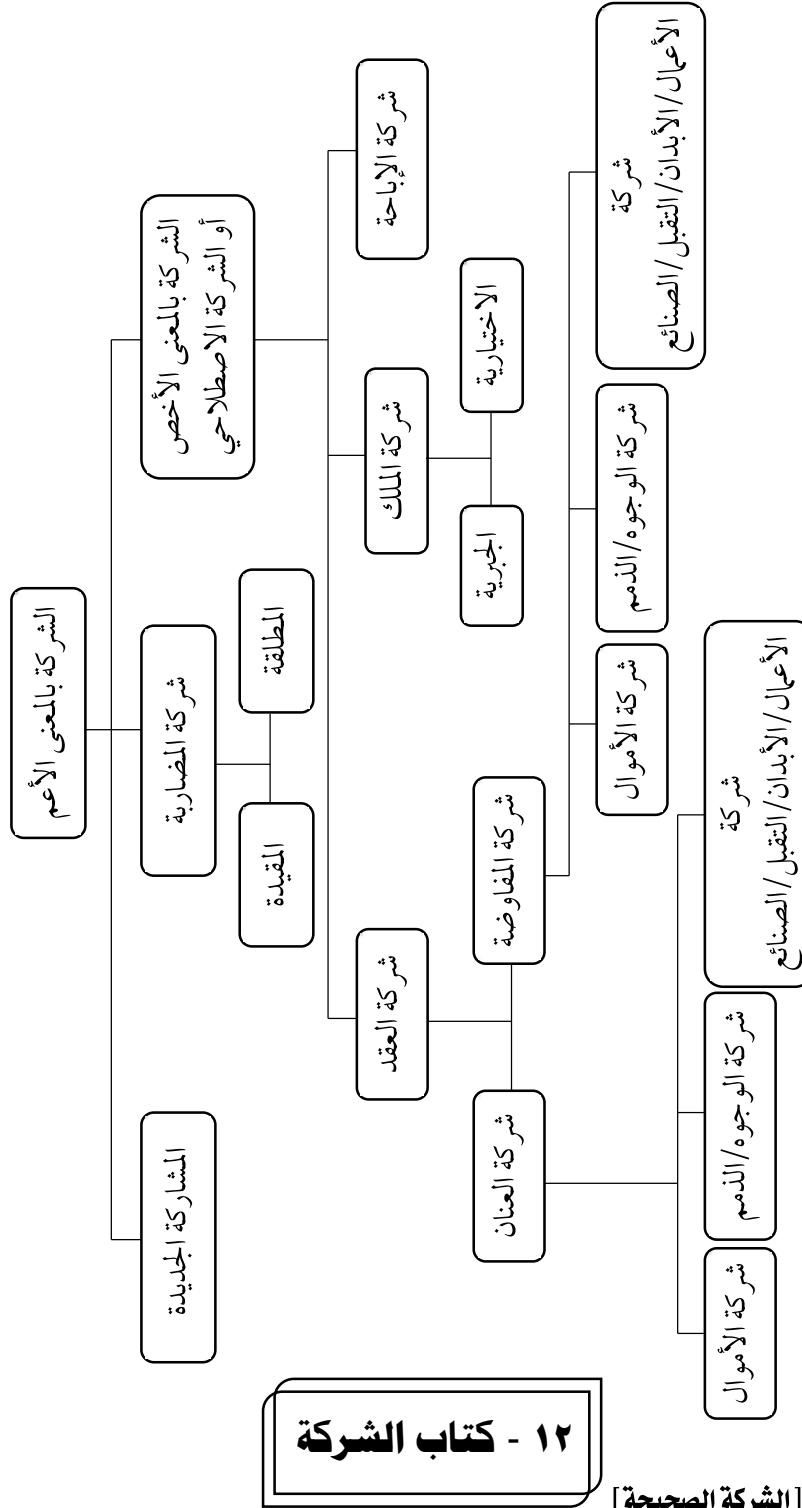 ١٢ - كتاب الشركة
[الشركة الصحيحة]
الشركة بالمعنى الأعم
الشركة بالمعنى الأخص
أو الشركة الاصطلاحي
شركة المضاربة
المشاركة الجديدة
المطلقة
المقيدة
شركة الإباحة
شركة الملك
شركة العقد
الاختيارية
الجبرية
شركة المفاوضة
شركة العنان
شركة
الأعمال/الأبدان/التقبل/الصنائع
شركة الوجوه/الذمم
شركة الأموال
شركة
الأعمال/الأبدان/التقبل/الصنائع
شركة الوجوه/الذمم
شركة الأموال